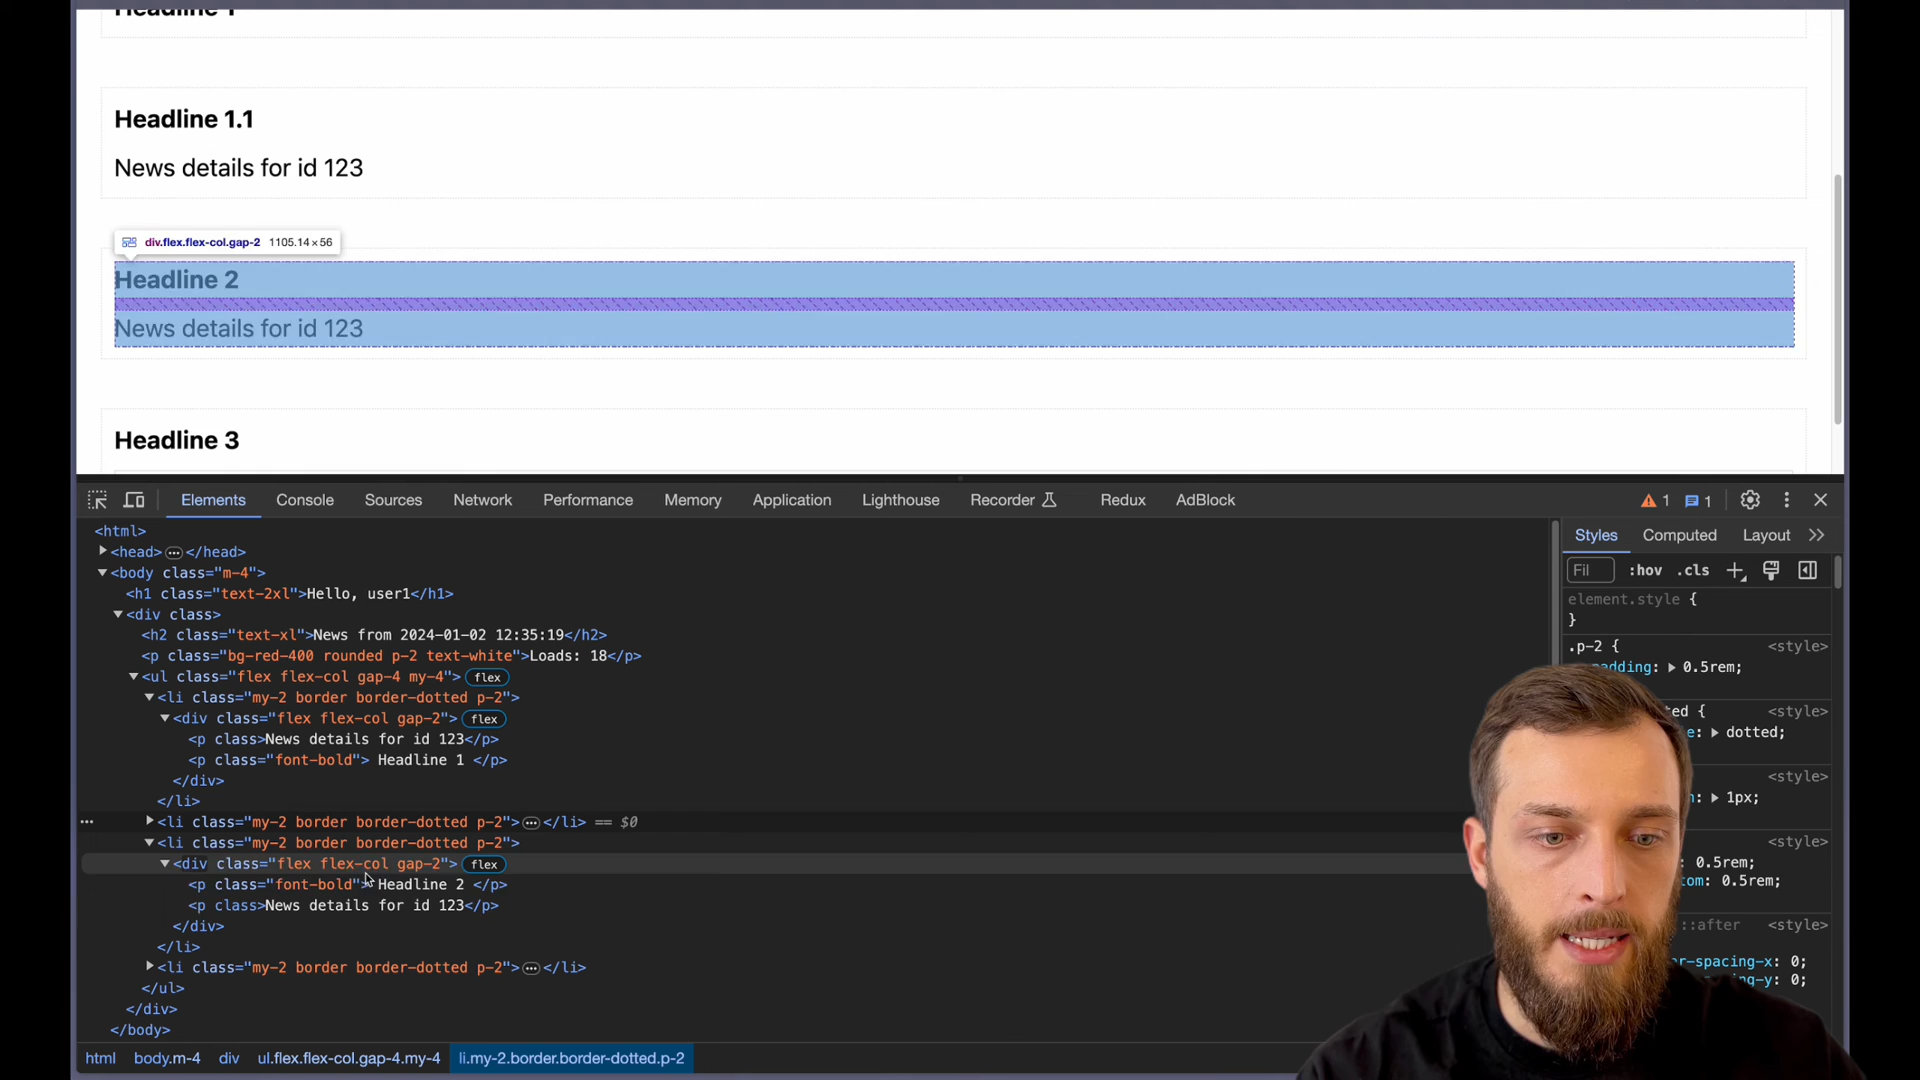 Headline 1
Headline 1.1
News details for id 123
div.flex.flex-col.gap-2 1105.14×56
Headline 2
News details for id 123
Headline 3
Elements Console Sources Network Performance Memory Application Lighthouse Recorder Redux AdBlock 1 1
<html>
<head> </head>
<body class="m-4">
<h1 class="text-2xl">Hello, user1</h1>
<div class>
<h2 class="text-xl">News from 2024-01-02 12:35:19</h2>
<p class="bg-red-400 rounded p-2 text-white">Loads: 18</p>
<ul class="flex flex-col gap-4 my-4"> flex
<li class="my-2 border border-dotted p-2">
<div class="flex flex-col gap-2"> flex
<p class>News details for id 123</p>
<p class="font-bold"> Headline 1 </p>
</div>
</li>
<li class="my-2 border border-dotted p-2"> </li> == $0
<li class="my-2 border border-dotted p-2">
<div class="flex flex-col gap-2"> flex
<p class="font-bold"> Headline 2 </p>
<p class>News details for id 123</p>
</div>
</li>
<li class="my-2 border border-dotted p-2"> </li>
</ul>
</div>
</body>
html body.m-4 div ul.flex.flex-col.gap-4.my-4 li.my-2.border.border-dotted.p-2
Styles Computed Layout
Fil :hov .cls
element.style {
}
.p-2 { <style>
padding: 0.5rem;
{ <style>
dotted;
<style>
1px;
<style>
0.5rem;
0.5rem;
::after <style>
0;
0;